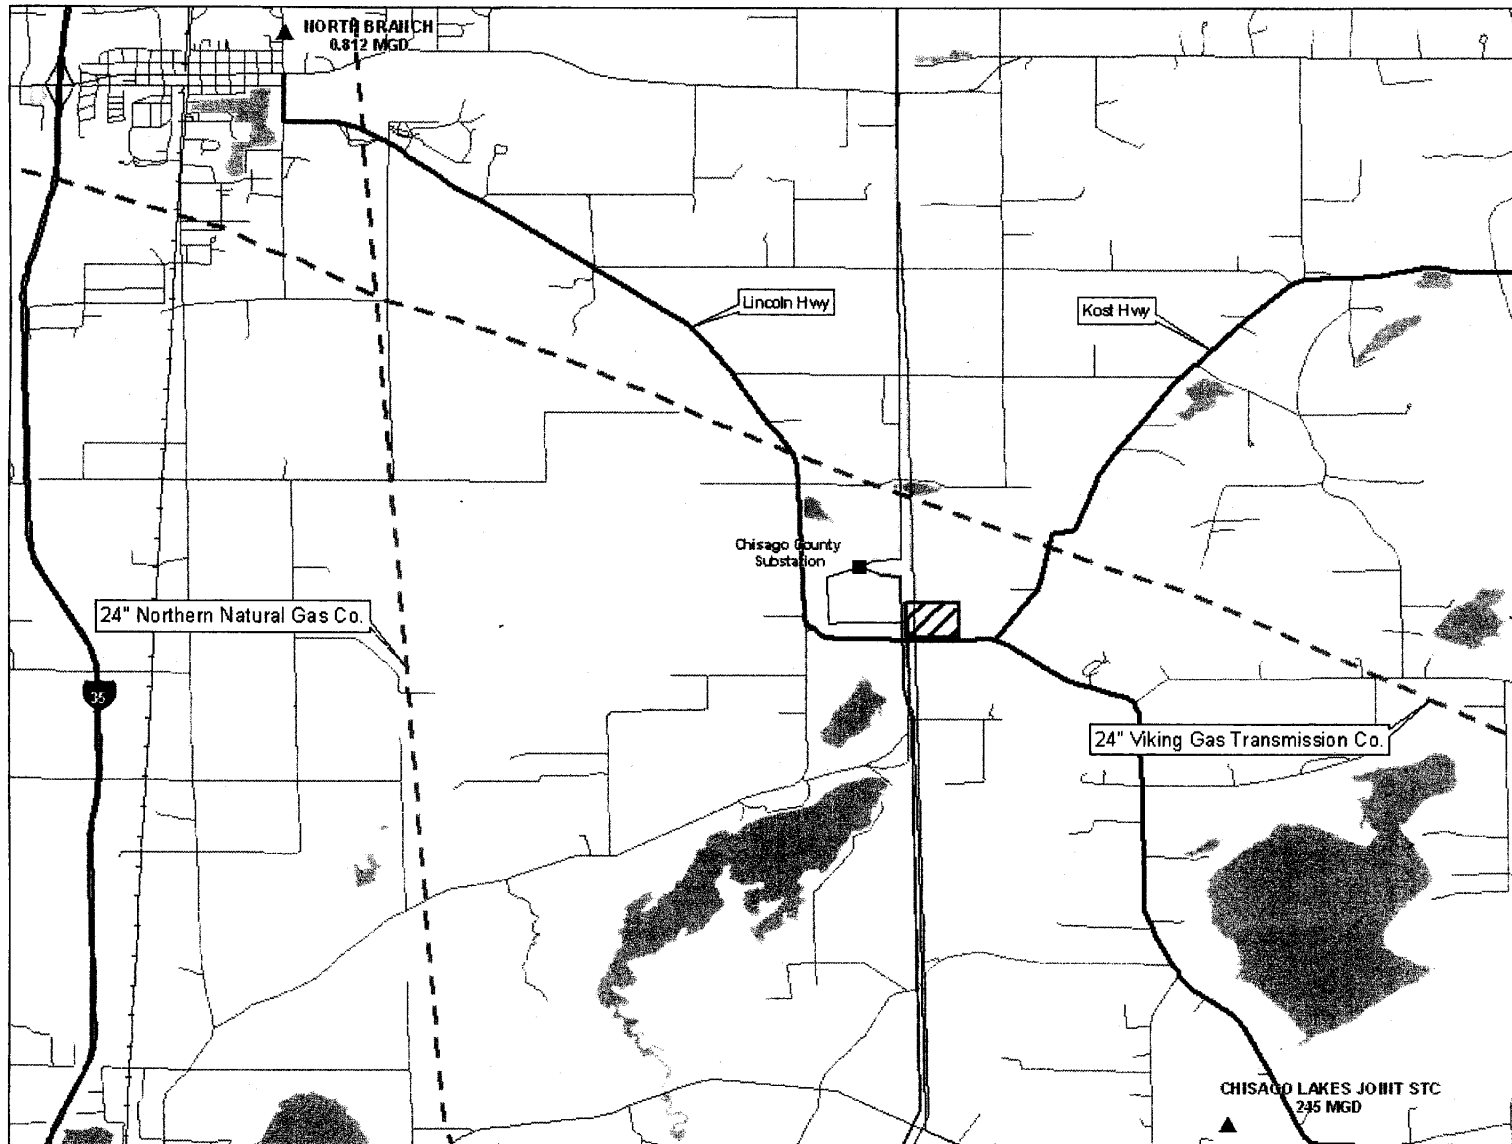 NORTH BRANCH
0.812 MGD
Lincoln Hwy
Kost Hwy
Chisago County
Substation
24" Northern Natural Gas Co.
35
24" Viking Gas Transmission Co.
CHISAGO LAKES JOINT STC
245 MGD